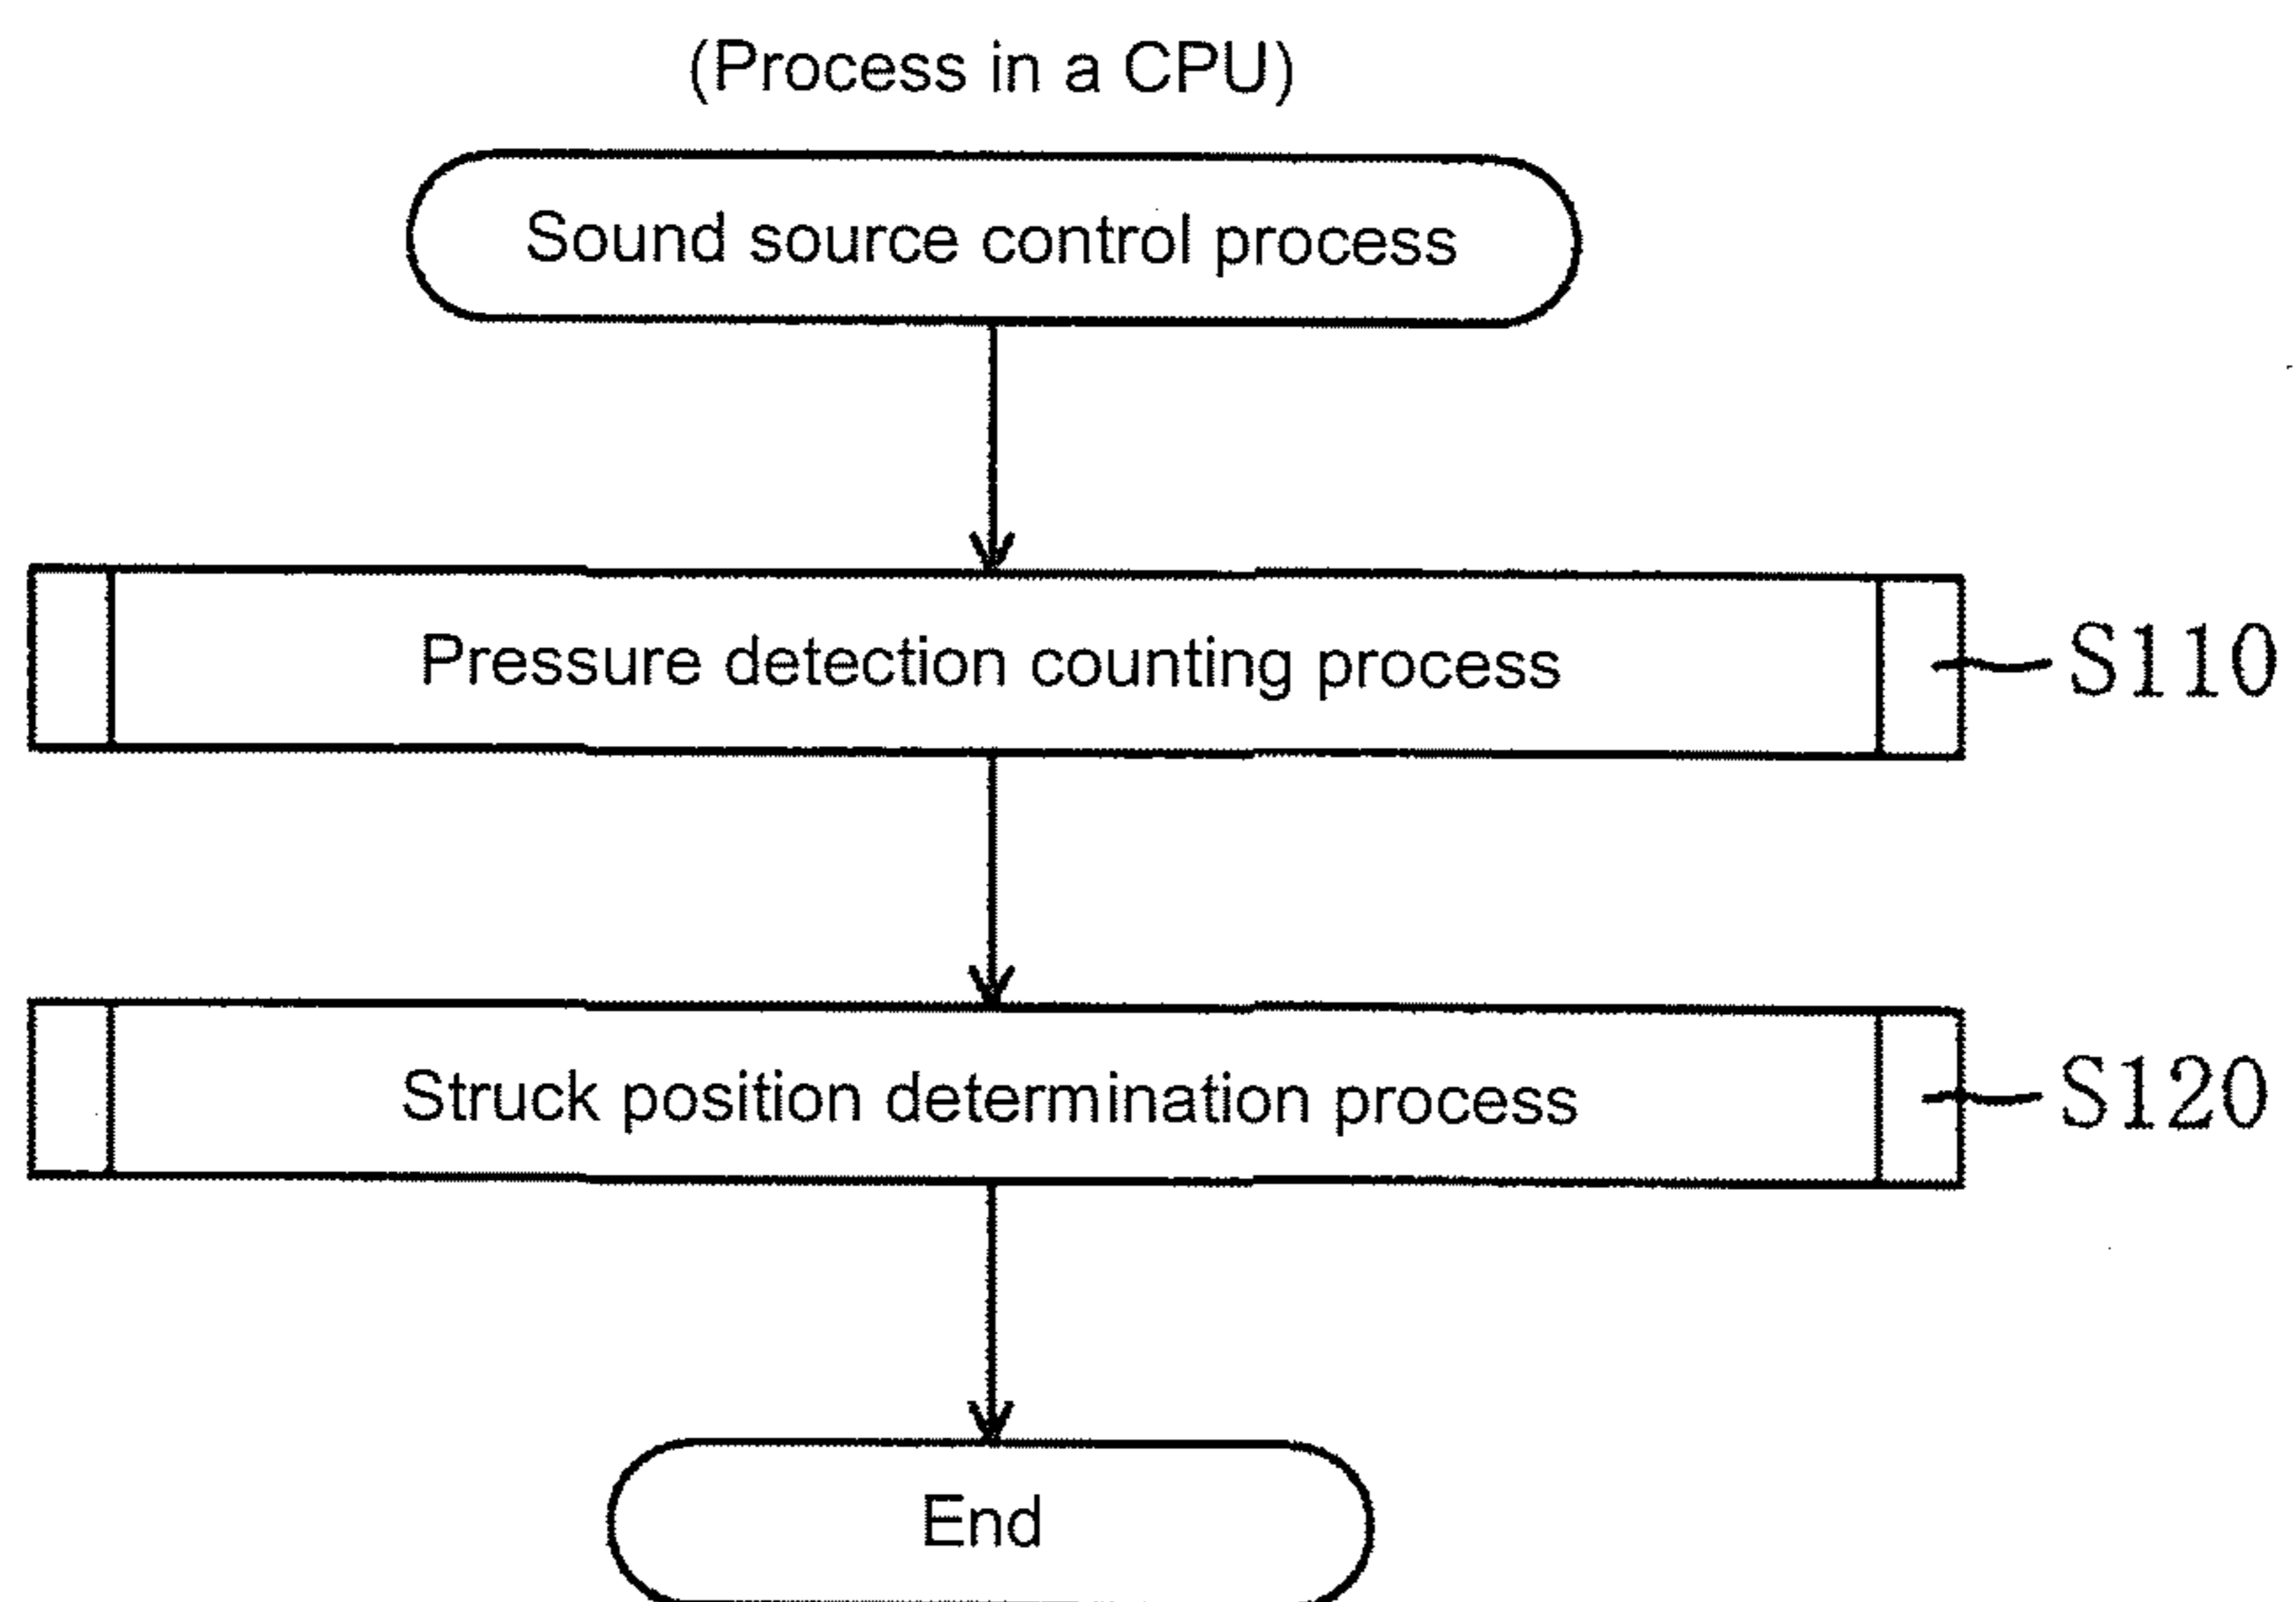 (Process in a CPU)
Sound source control process
Pressure detection counting process
S110
Struck position determination process
S120
End